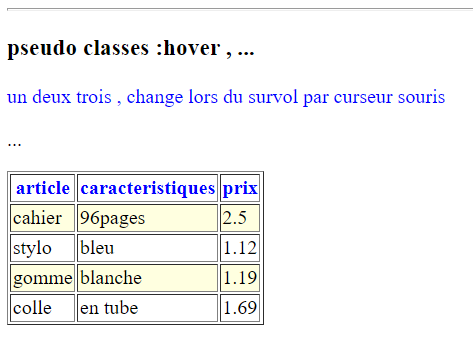 pseudo classes :hover , ...
un deux trois , change lors du survol par curseur souris
...
article caracteristiques prix
cahier 96pages 2.5
stylo bleu 1.12
gomme blanche 1.19
colle en tube 1.69